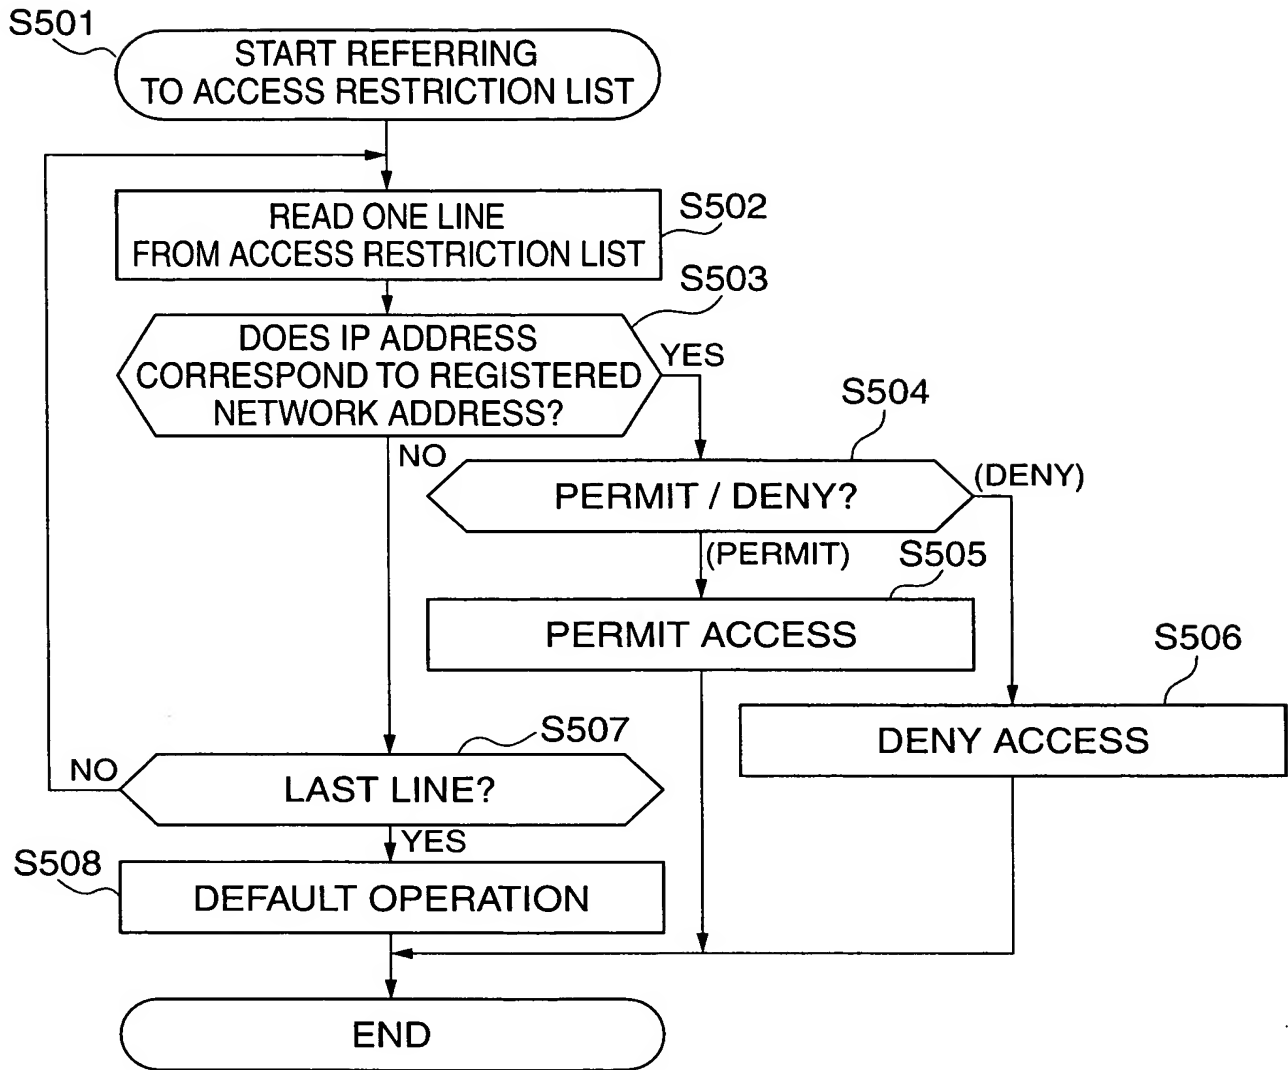 S501
START REFERRING
TO ACCESS RESTRICTION LIST
READ ONE LINE
FROM ACCESS RESTRICTION LIST
S502
S503
DOES IP ADDRESS
CORRESPOND TO REGISTERED
NETWORK ADDRESS?
YES
NO
S504
PERMIT / DENY?
(DENY)
(PERMIT)
S505
PERMIT ACCESS
S506
DENY ACCESS
S507
LAST LINE?
NO
YES
S508
DEFAULT OPERATION
END